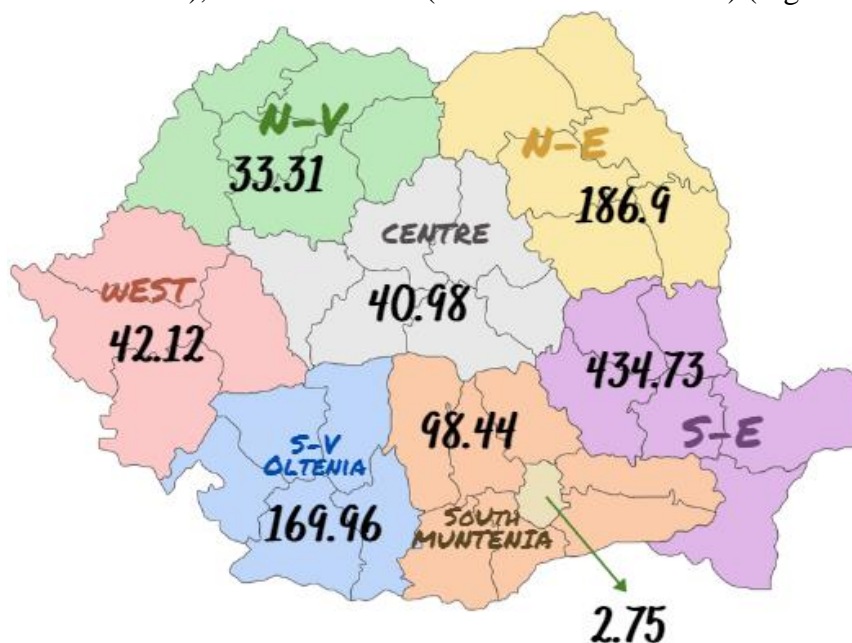 N-V
33.31
N-E
186.9
CENTRE
40.98
WEST
42.12
434.73
S-E
98.44
S-V
OLTENIA
169.96
SOUTH
MUNTENIA
2.75